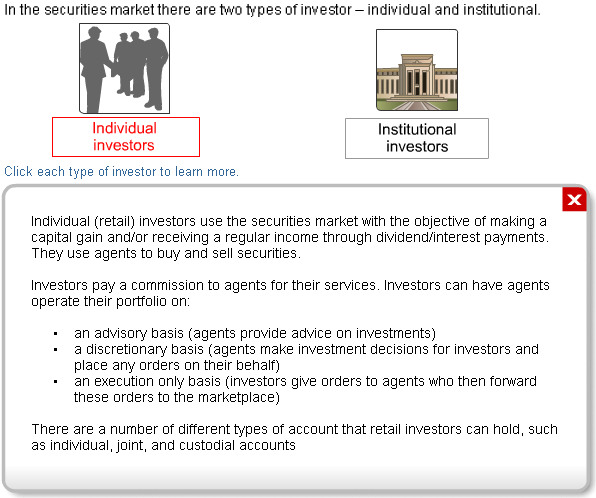 In the securities market there are two types of investor – individual and institutional.
Individual
investors
Institutional
investors
Click each type of investor to learn more.
Individual (retail) investors use the securities market with the objective of making a
capital gain and/or receiving a regular income through dividend/interest payments.
They use agents to buy and sell securities.
Investors pay a commission to agents for their services. Investors can have agents
operate their portfolio on:
• an advisory basis (agents provide advice on investments)
• a discretionary basis (agents make investment decisions for investors and
place any orders on their behalf)
• an execution only basis (investors give orders to agents who then forward
these orders to the marketplace)
There are a number of different types of account that retail investors can hold, such
as individual, joint, and custodial accounts